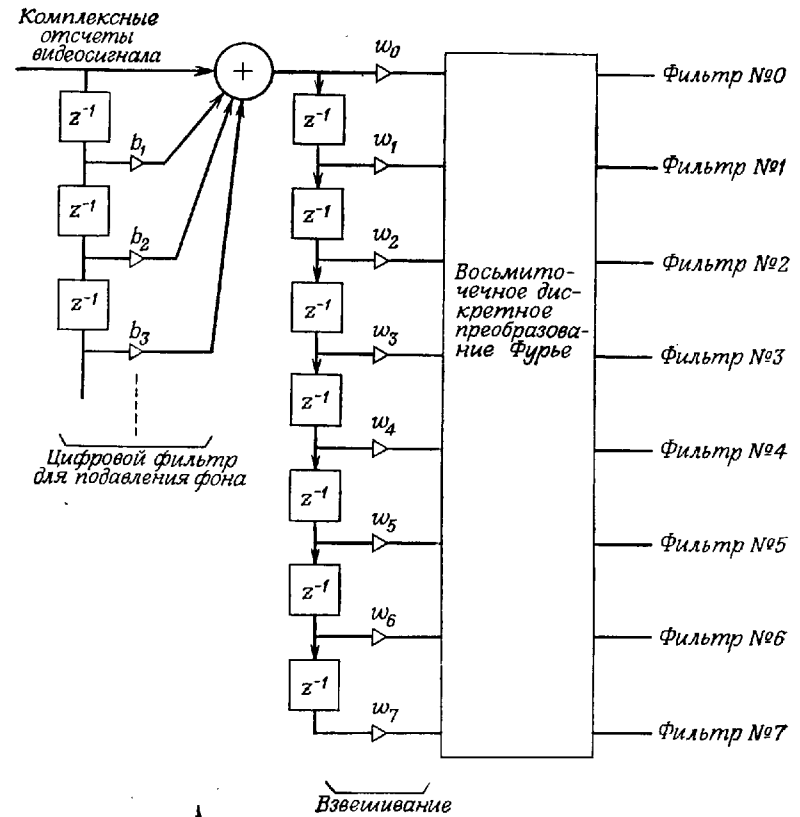 Комплексные
отсчеты
видеосигнала
+
z⁻¹
b₁
z⁻¹
b₂
z⁻¹
b₃
Цифровой фильтр
для подавления фона
w₀
z⁻¹
w₁
z⁻¹
w₂
z⁻¹
w₃
z⁻¹
w₄
z⁻¹
w₅
z⁻¹
w₆
z⁻¹
w₇
Взвешивание
Восьмито-
чечное дис-
кретное
преобразова-
ние Фурье
Фильтр №0
Фильтр №1
Фильтр №2
Фильтр №3
Фильтр №4
Фильтр №5
Фильтр №6
Фильтр №7